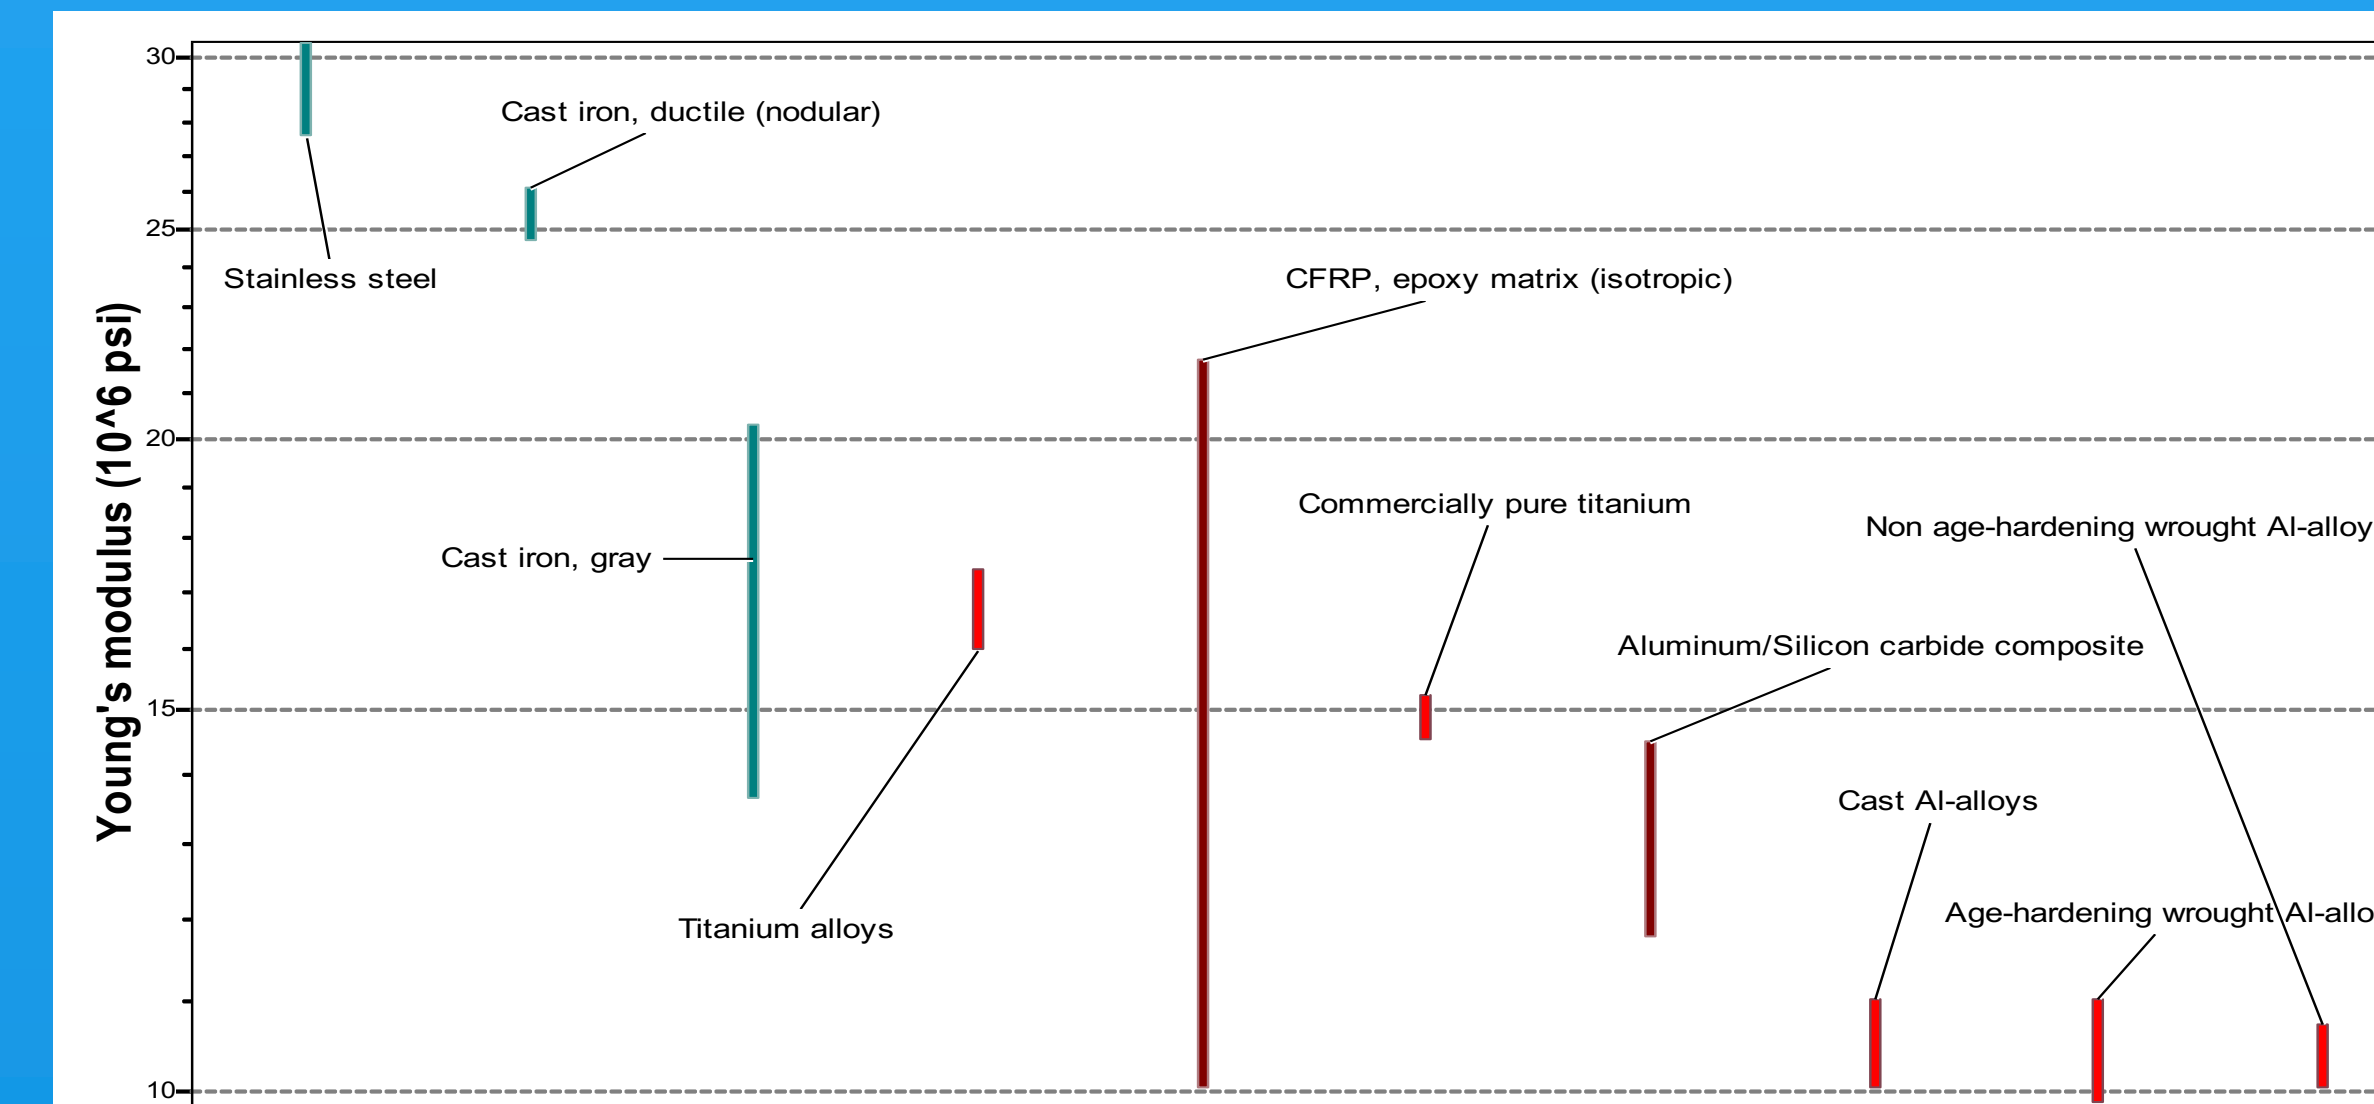 30
Cast iron, ductile (nodular)
25
Stainless steel
CFRP, epoxy matrix (isotropic)
Young's modulus (10^6 psi)
20
Commercially pure titanium
Non age-hardening wrought Al-alloy
Cast iron, gray
Aluminum/Silicon carbide composite
15
Cast Al-alloys
Age-hardening wrought Al-allo
Titanium alloys
10